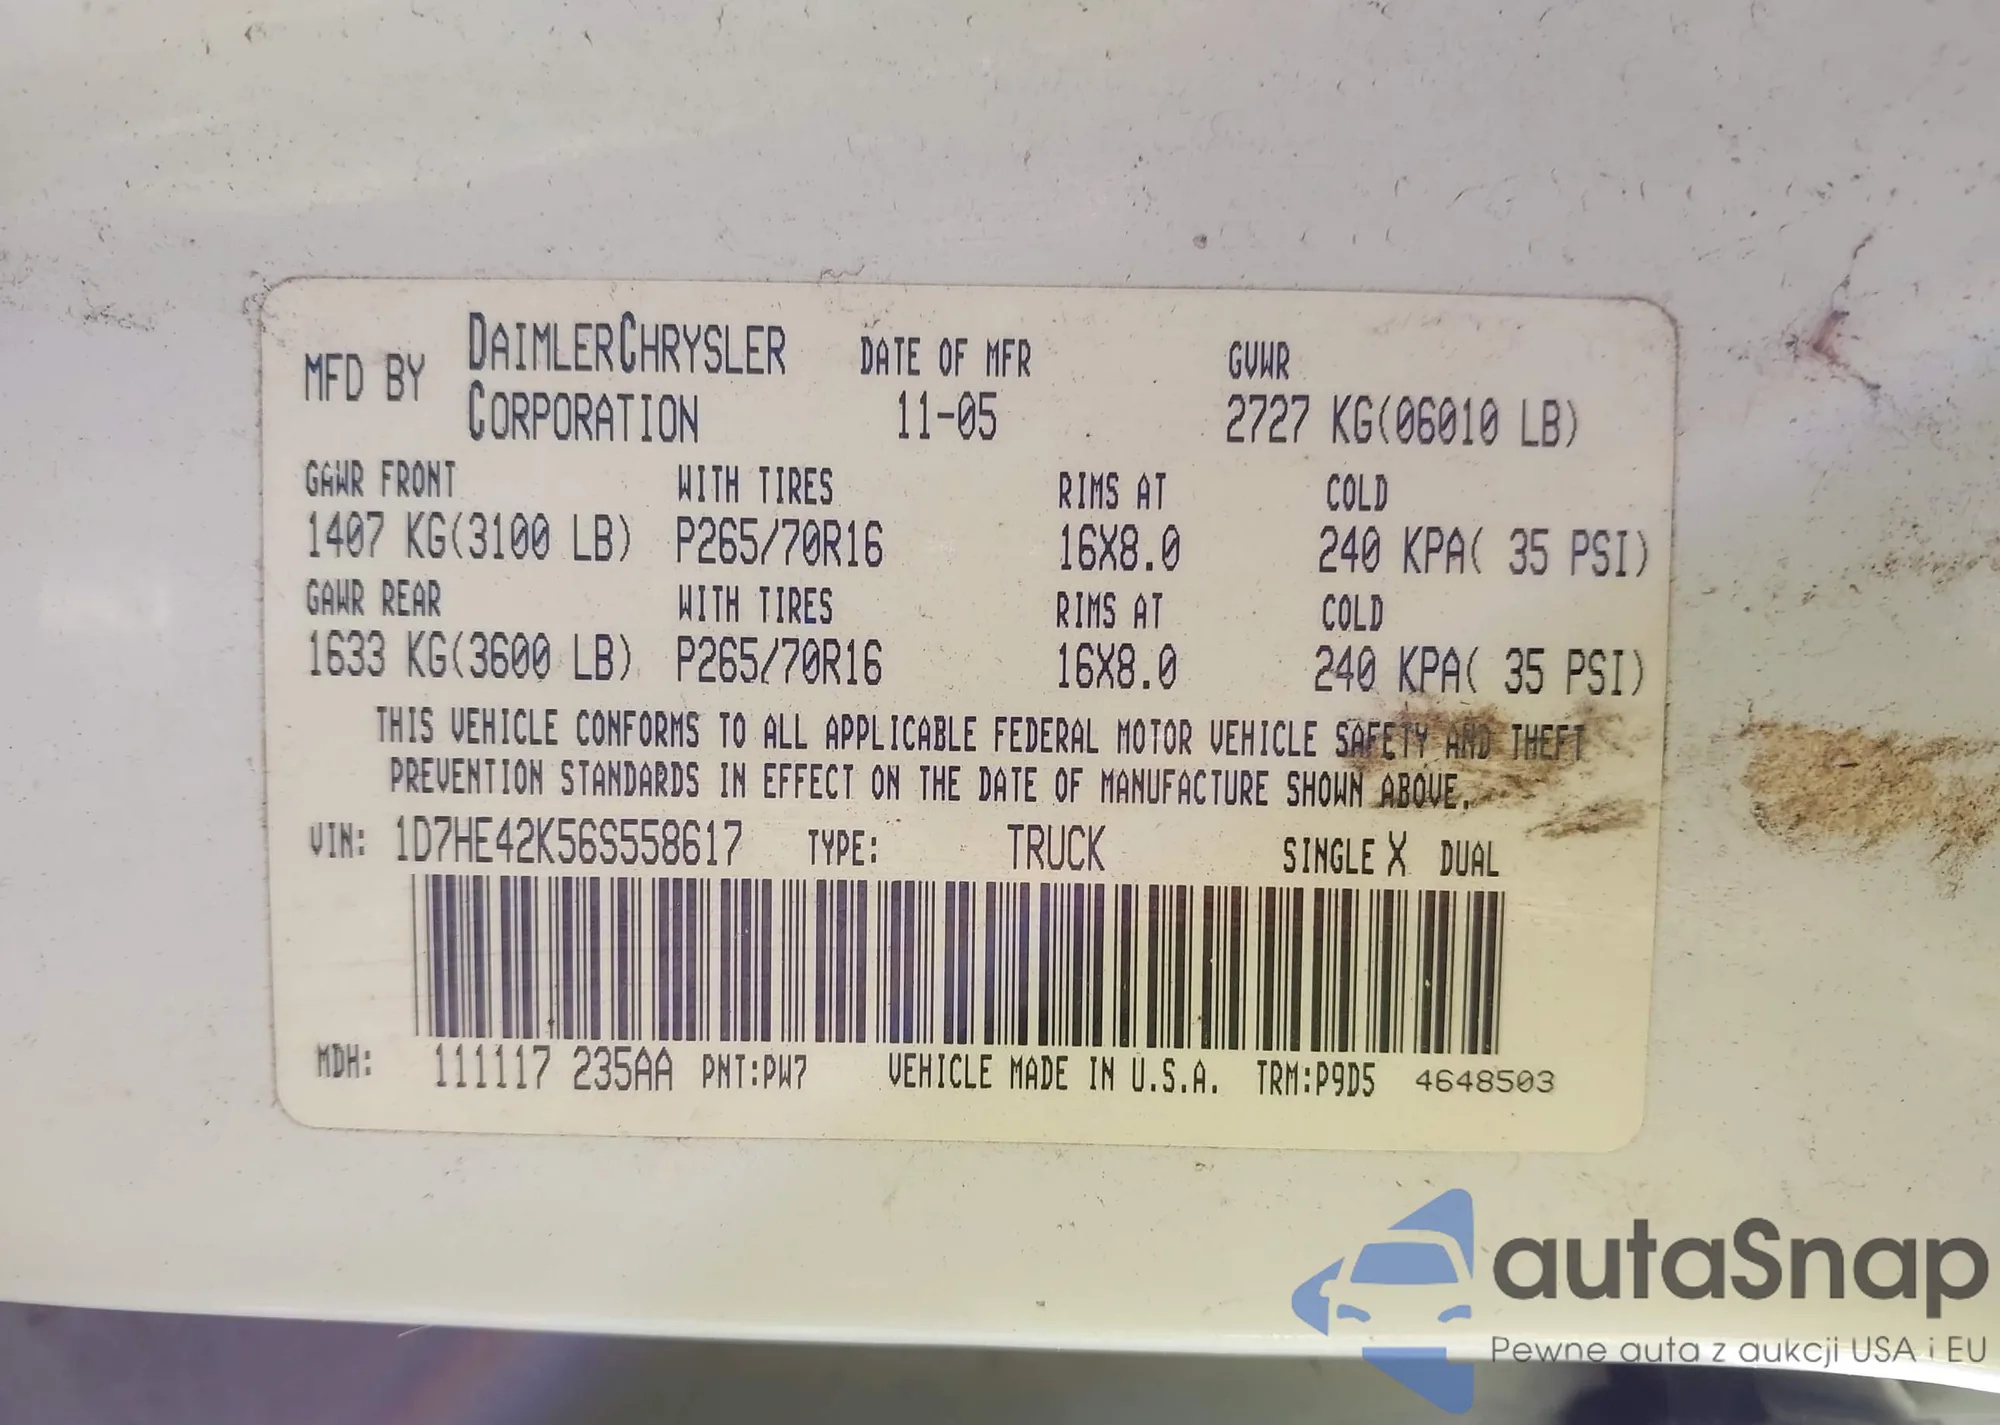 MFD BY DAIMLERCHRYSLER CORPORATION DATE OF MFR 11-05 GVWR 2727 KG(06010 LB)
GAWR FRONT WITH TIRES RIMS AT COLD
1407 KG(3100 LB) P265/70R16 16X8.0 240 KPA( 35 PSI)
GAWR REAR WITH TIRES RIMS AT COLD
1633 KG(3600 LB) P265/70R16 16X8.0 240 KPA( 35 PSI)
THIS VEHICLE CONFORMS TO ALL APPLICABLE FEDERAL MOTOR VEHICLE SAFETY AND THEFT
PREVENTION STANDARDS IN EFFECT ON THE DATE OF MANUFACTURE SHOWN ABOVE.
VIN: 1D7HE42K56S558617 TYPE: TRUCK SINGLE X DUAL
MDH: 111117 235AA PNT:PW7 VEHICLE MADE IN U.S.A. TRM:P9D5 4648503
autaSnap
Pewne auta z aukcji USA i EU